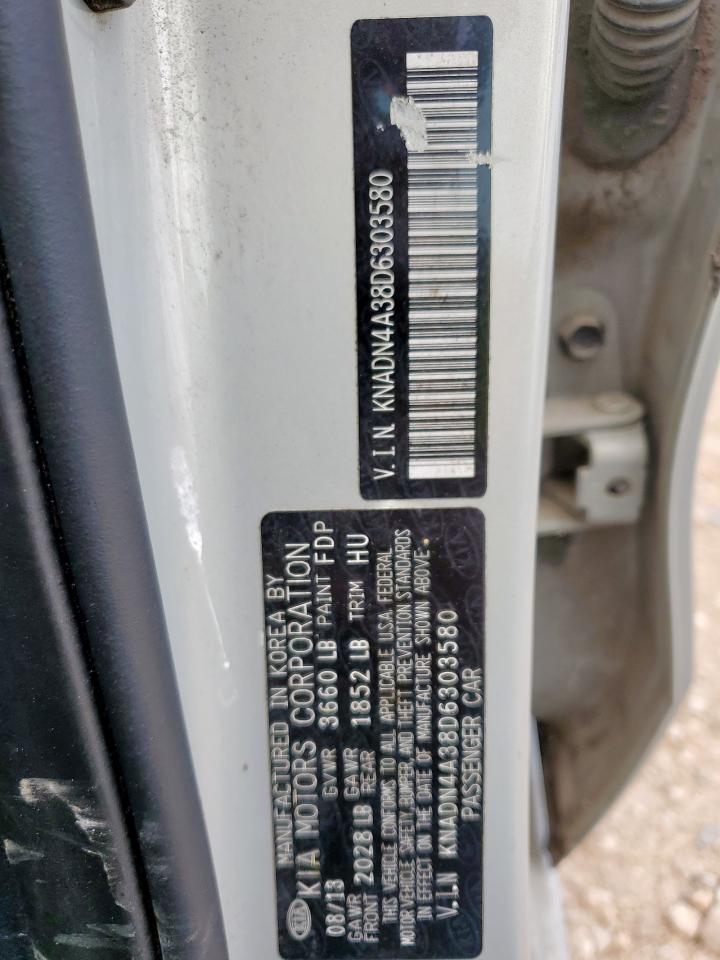 V.I.N KNADN4A38D6303580
MANUFACTURED IN KOREA BY
KIA KIA MOTORS CORPORATION
08/13 GVWR 3660 LB PAINT FDP
GAWR FRONT 2028 LB GAWR REAR 1852 LB TRIM HU
THIS VEHICLE CONFORMS TO ALL APPLICABLE U.S.A. FEDERAL
MOTOR VEHICLE SAFETY, BUMPER, AND THEFT PREVENTION STANDARDS
IN EFFECT ON THE DATE OF MANUFACTURE SHOWN ABOVE.
V.I.N KNADN4A38D6303580
PASSENGER CAR